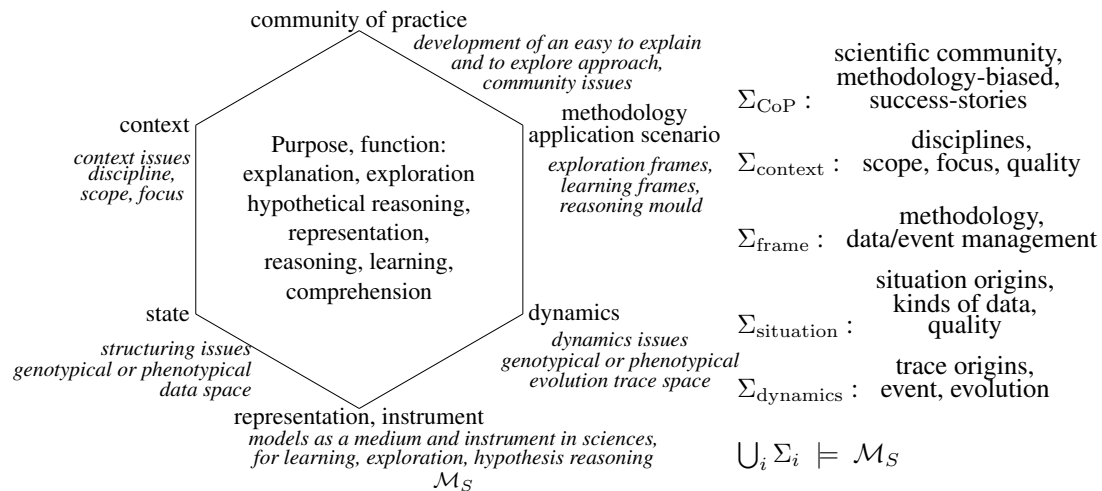 community of practice
development of an easy to explain
and to explore approach,
community issues
context
context issues
discipline,
scope, focus
methodology
application scenario
exploration frames,
learning frames,
reasoning mould
Purpose, function:
explanation, exploration
hypothetical reasoning,
representation,
reasoning, learning,
comprehension
state
structuring issues
genotypical or phenotypical
data space
dynamics
dynamics issues
genotypical or phenotypical
evolution trace space
representation, instrument
models as a medium and instrument in sciences,
for learning, exploration, hypothesis reasoning
ℳ_S
Σ_CoP : scientific community,
methodology-biased,
success-stories
Σ_context : disciplines,
scope, focus, quality
Σ_frame : methodology,
data/event management
Σ_situation : situation origins,
kinds of data,
quality
Σ_dynamics : trace origins,
event, evolution
⋃_i Σ_i ⊨ ℳ_S